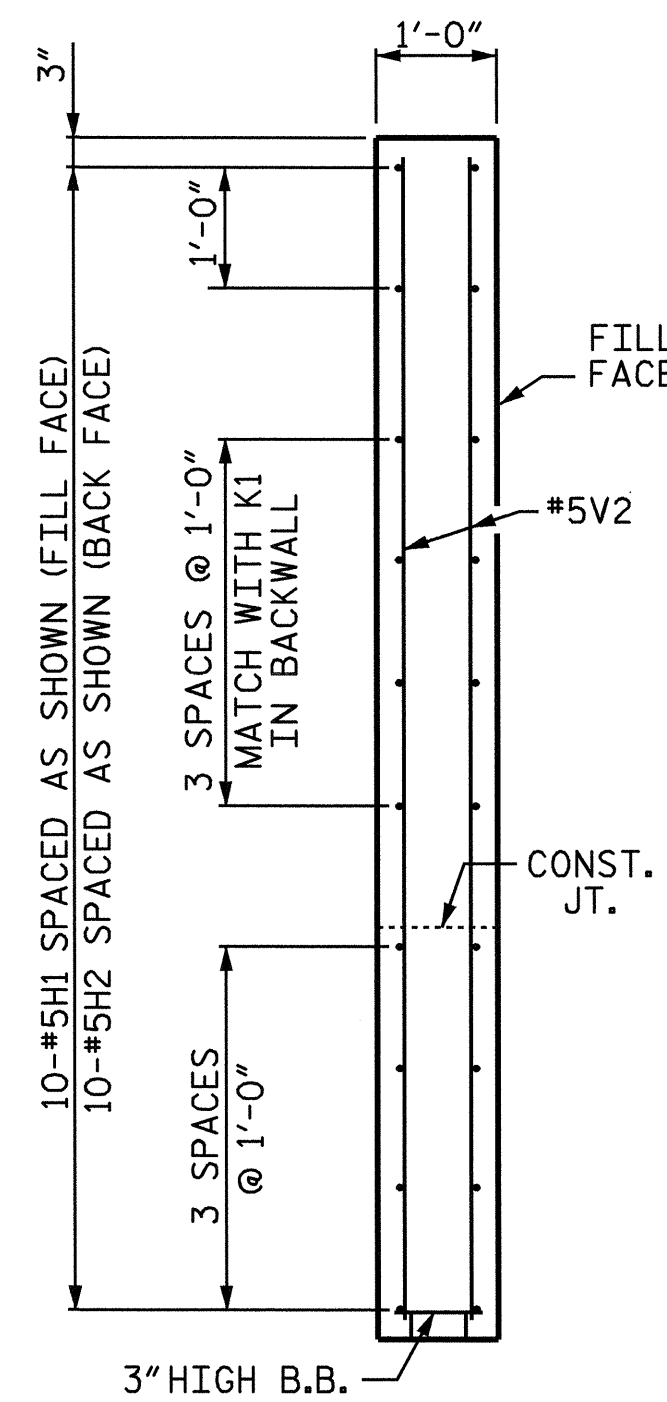 1'-0"
3"
1'-0"
FILL
FACE
10-#5H1 SPACED AS SHOWN (FILL FACE)
10-#5H2 SPACED AS SHOWN (BACK FACE)
3 SPACES @ 1'-0"
MATCH WITH K1
IN BACKWALL
#5V2
CONST.
JT.
3 SPACES
@ 1'-0"
3" HIGH B.B.